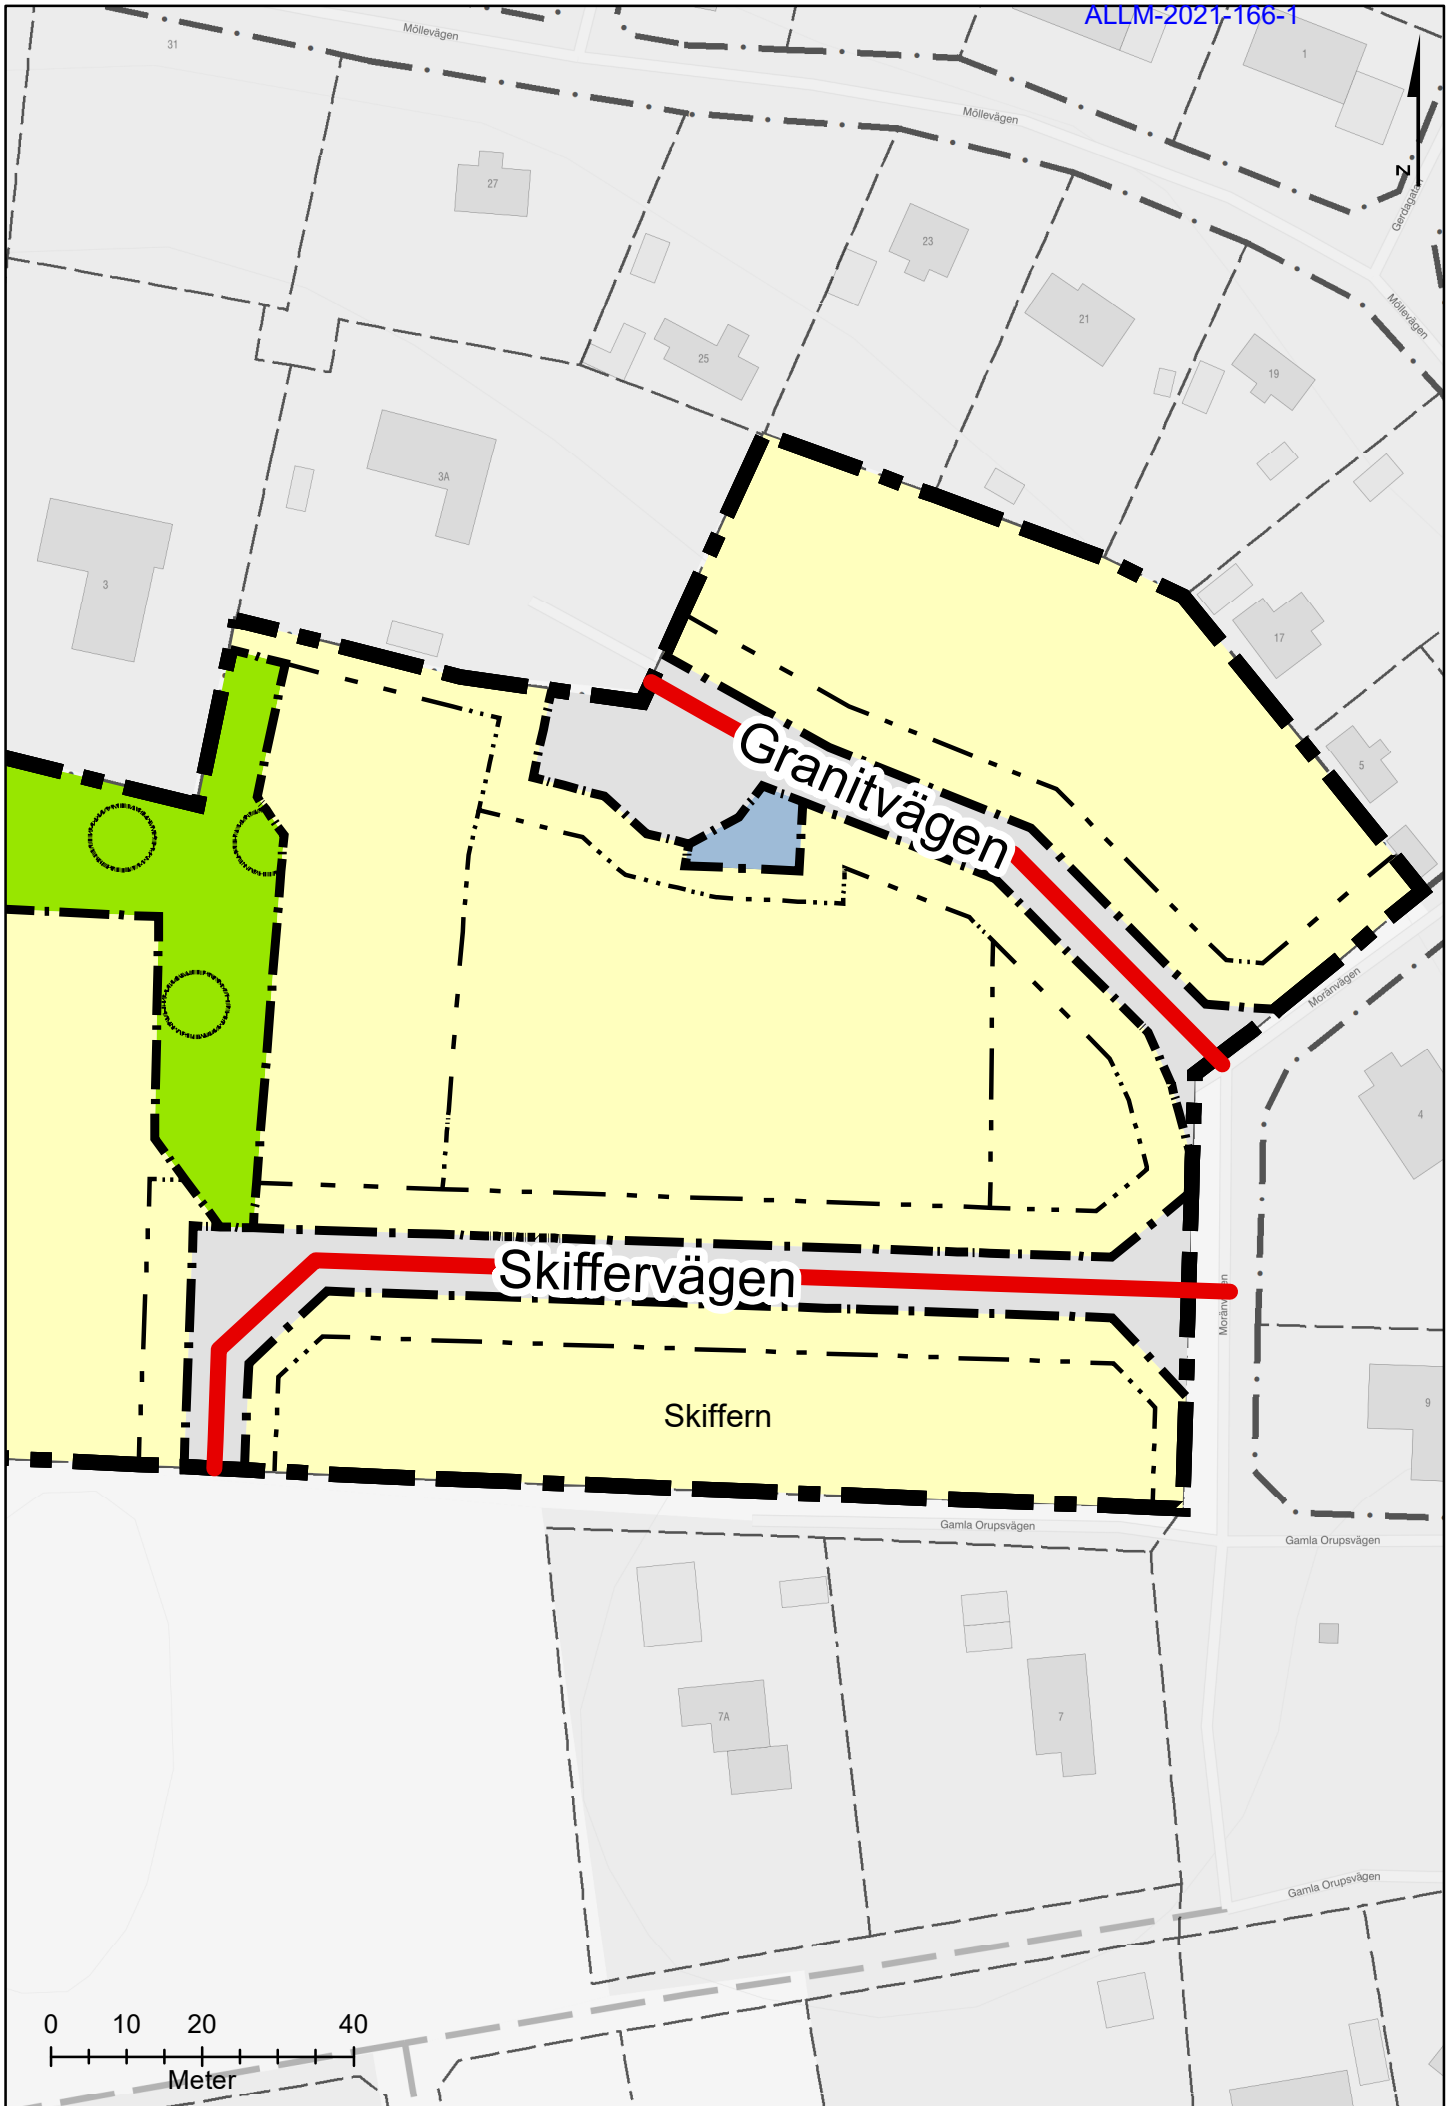 ALLM-2021-166-1
Möllevägen
31
1
Möllevägen
N
Gerdagatan
27
23
Möllevägen
21
25
19
3A
3
17
Granitvägen
5
Moränvägen
4
Skiffervägen
Moränvägen
9
Skiffern
Gamla Orupsvägen
Gamla Orupsvägen
7A
7
Gamla Orupsvägen
0 10 20 40
Meter